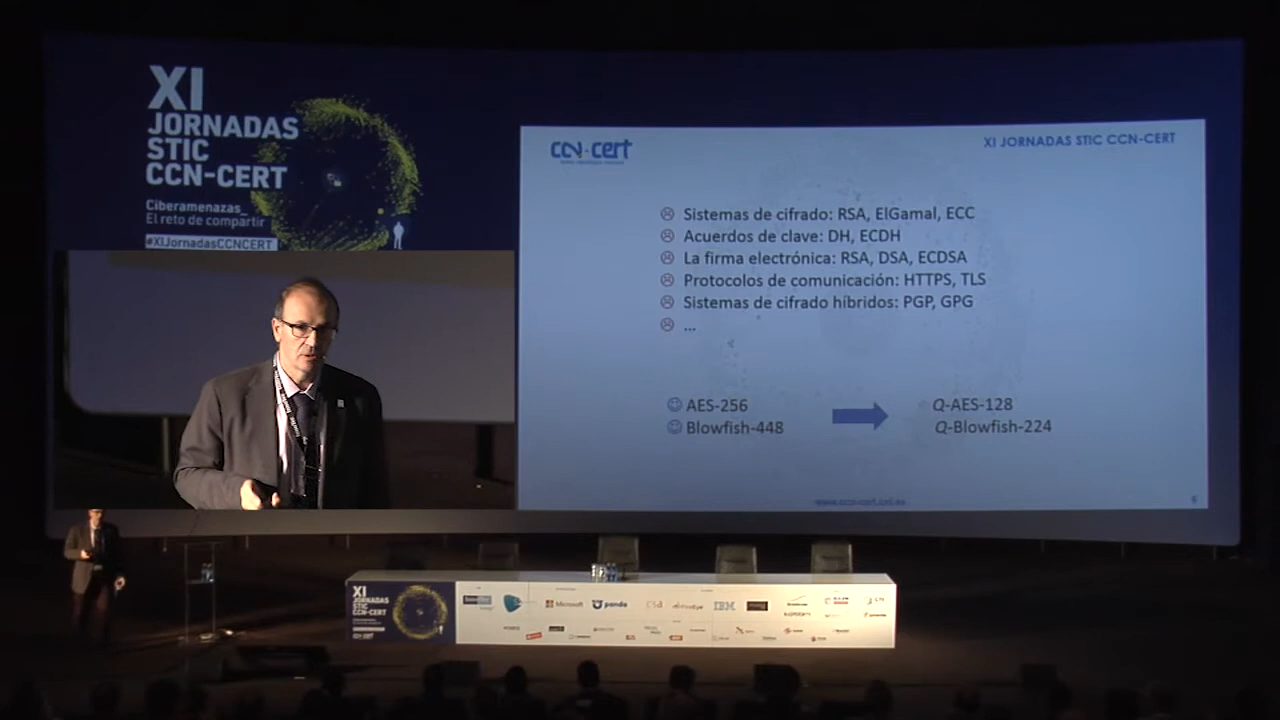 XI
JORNADAS
STIC
CCN-CERT
Ciberamenazas_
El reto de compartir
#XIJornadasCCNCERT
ccn-cert
XI JORNADAS STIC CCN-CERT
Sistemas de cifrado: RSA, ElGamal, ECC
Acuerdos de clave: DH, ECDH
La firma electrónica: RSA, DSA, ECDSA
Protocolos de comunicación: HTTPS, TLS
Sistemas de cifrado híbridos: PGP, GPG
...
AES-256
Q-AES-128
Blowfish-448
Q-Blowfish-224
www.ccn-cert.cni.es
6
XI
JORNADAS
STIC
CCN-CERT
Microsoft
panda
IBM